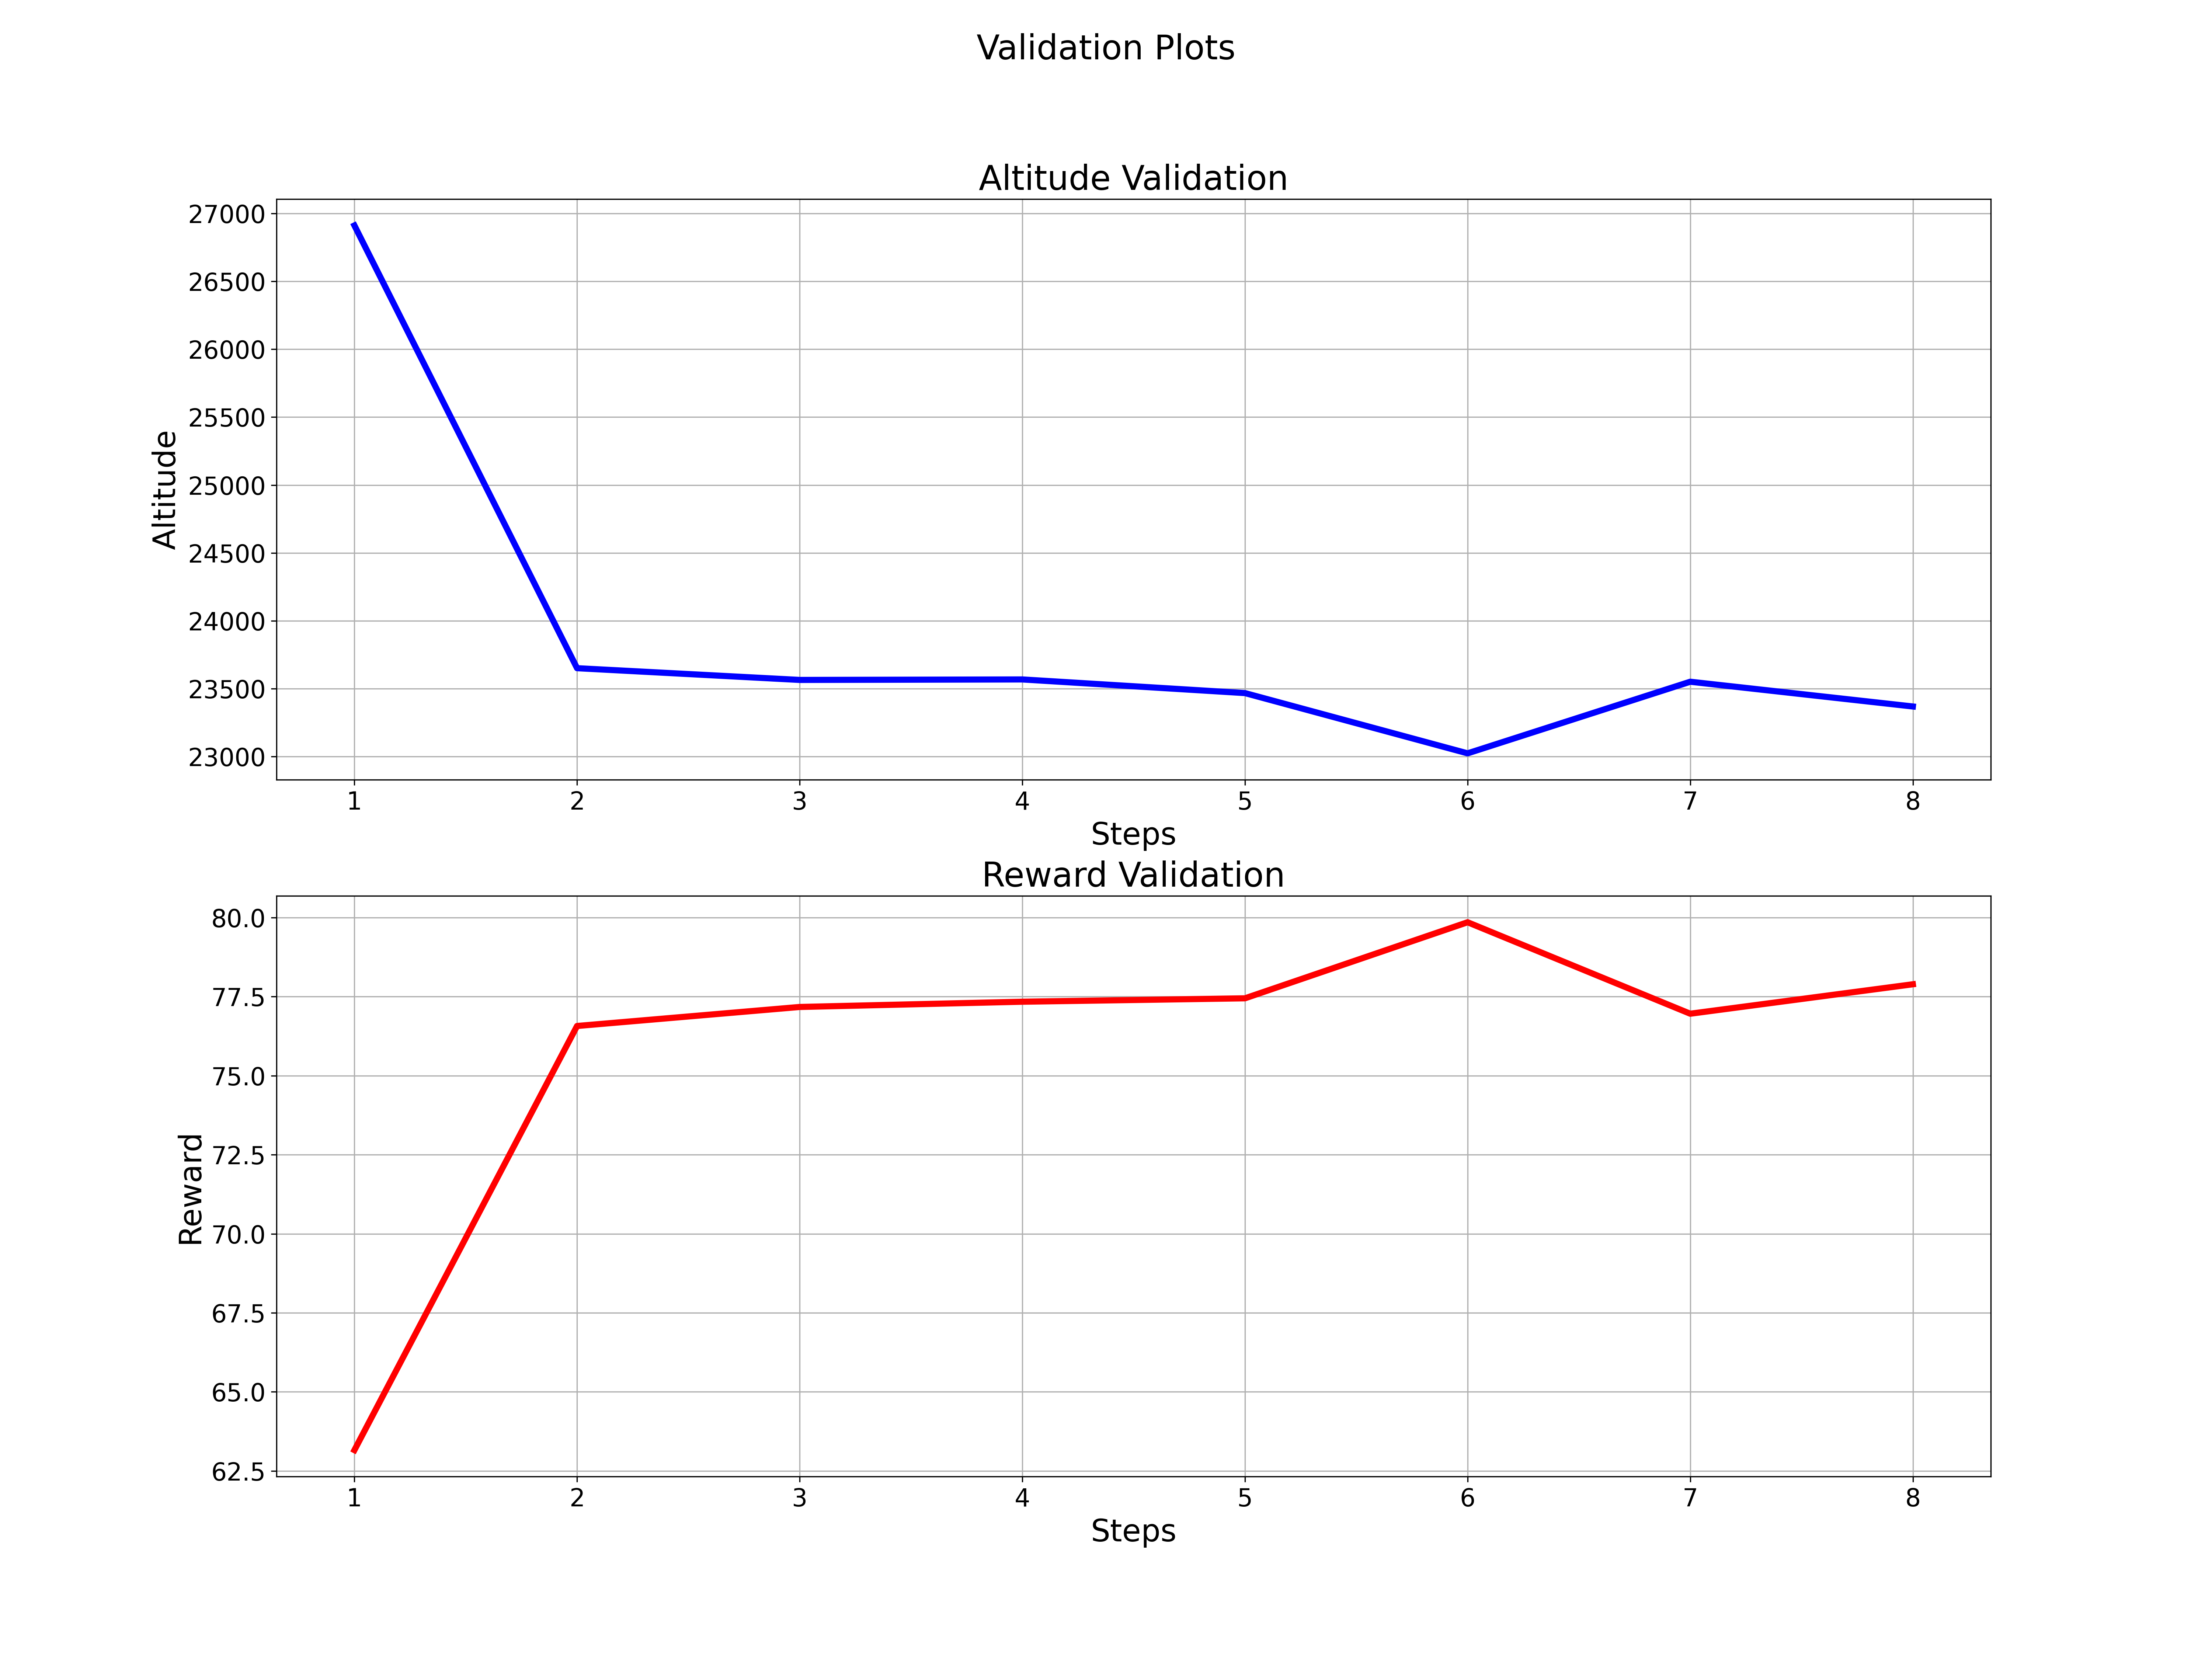 Validation Plots
Altitude Validation
27000
26500
26000
25500
25000
24500
24000
23500
23000
Altitude
1 2 3 4 5 6 7 8
Steps
Reward Validation
80.0
77.5
75.0
72.5
70.0
67.5
65.0
62.5
Reward
1 2 3 4 5 6 7 8
Steps